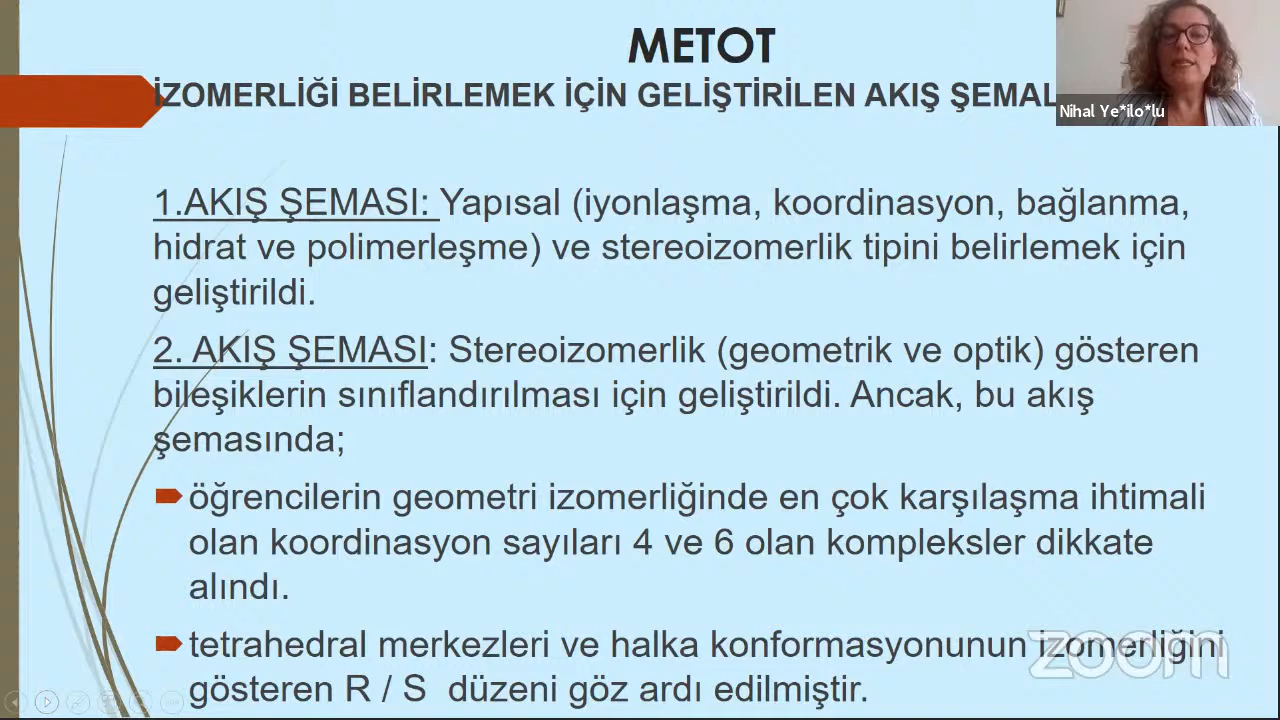 METOT
İZOMERLİĞİ BELİRLEMEK İÇİN GELİŞTİRİLEN AKIŞ ŞEMAL
Nihal Ye*ilo*lu
1.AKIŞ ŞEMASI: Yapısal (iyonlaşma, koordinasyon, bağlanma,
hidrat ve polimerleşme) ve stereoizomerlik tipini belirlemek için
geliştirildi.
2. AKIŞ ŞEMASI: Stereoizomerlik (geometrik ve optik) gösteren
bileşiklerin sınıflandırılması için geliştirildi. Ancak, bu akış
şemasında;
öğrencilerin geometri izomerliğinde en çok karşılaşma ihtimali
olan koordinasyon sayıları 4 ve 6 olan kompleksler dikkate
alındı.
tetrahedral merkezleri ve halka konformasyonunun izomerliğini
gösteren R / S düzeni göz ardı edilmiştir.
zoom